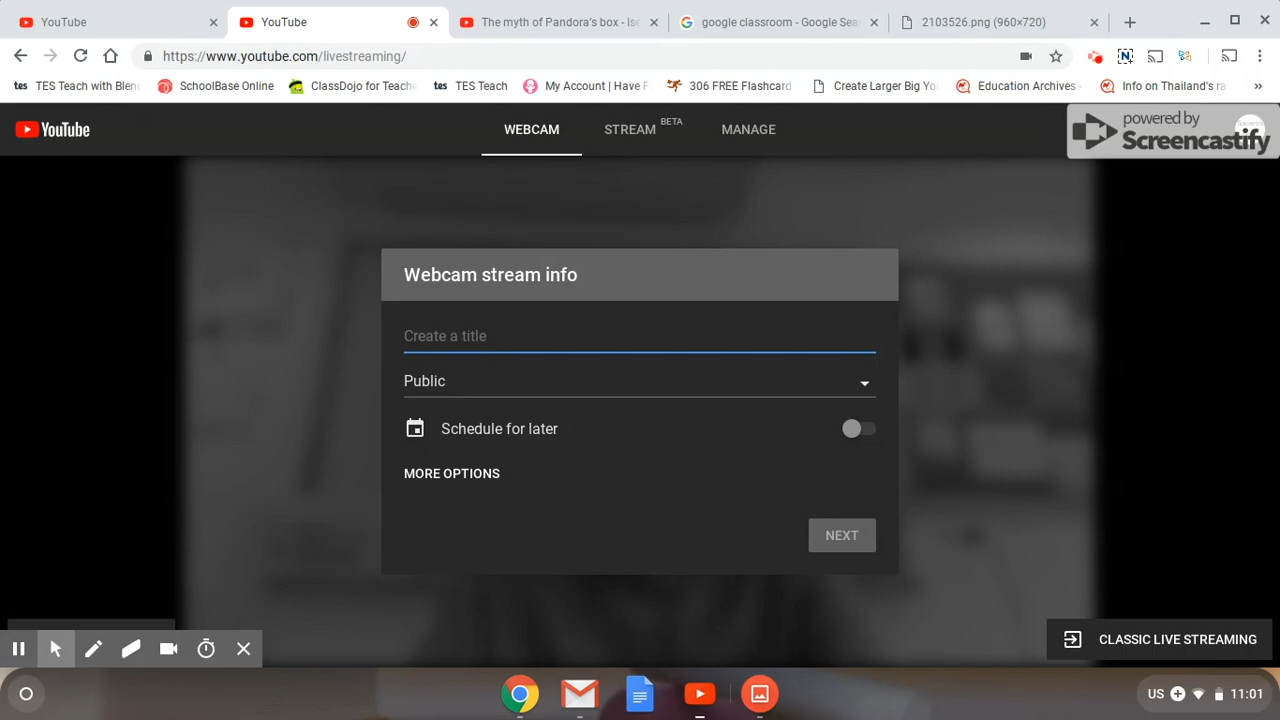 YouTube
YouTube
The myth of Pandora's box - Ise
google classroom - Google Sea
2103526.png (960×720)
https://www.youtube.com/livestreaming/
tes TES Teach with Blen
SchoolBase Online
ClassDojo for Teache
tes TES Teach
My Account | Have F
306 FREE Flashcard
Create Larger Big Yo
Education Archives -
Info on Thailand's ra
»
YouTube
WEBCAM
STREAM BETA
MANAGE
powered by
Screencastify
Webcam stream info
Create a title
Public
Schedule for later
MORE OPTIONS
NEXT
CLASSIC LIVE STREAMING
US
11:01